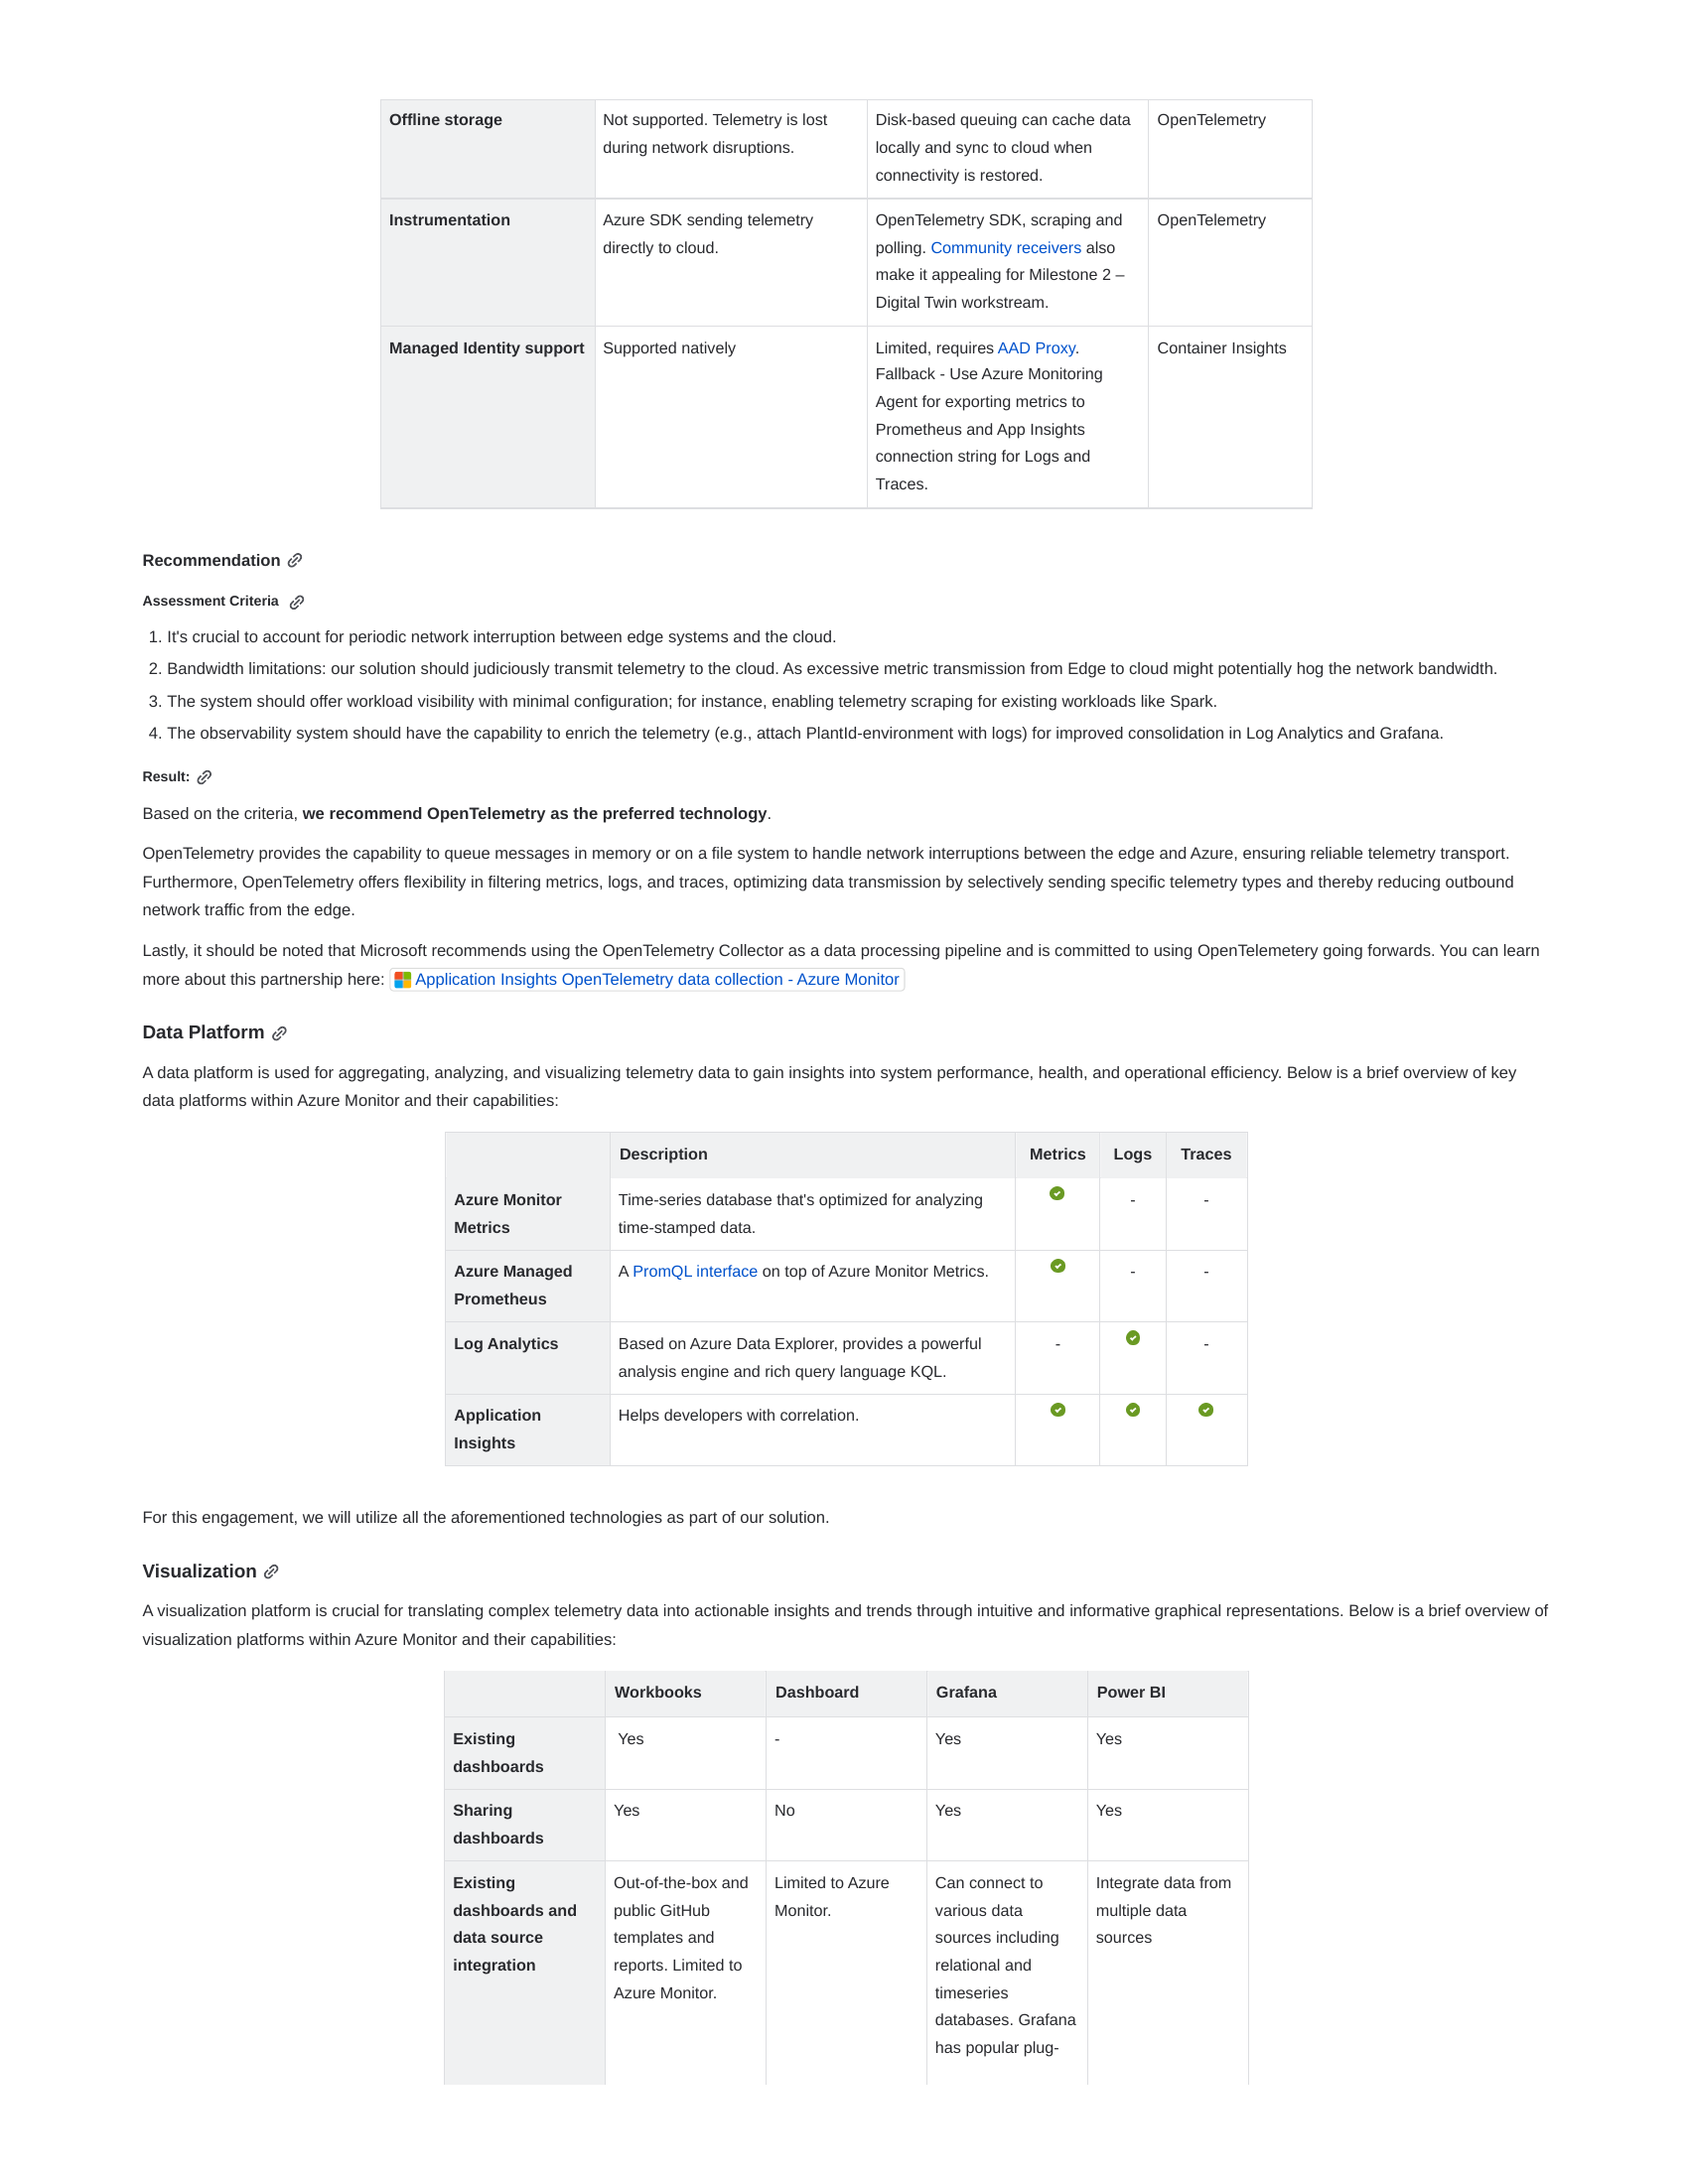 Offline storage
Not supported. Telemetry is lost
during network disruptions.
Disk-based queuing can cache data
locally and sync to cloud when
connectivity is restored.
OpenTelemetry
Instrumentation
Azure SDK sending telemetry
directly to cloud.
OpenTelemetry SDK, scraping and
polling. Community receivers also
make it appealing for Milestone 2 –
Digital Twin workstream.
OpenTelemetry
Managed Identity support
Supported natively
Limited, requires AAD Proxy.
Fallback - Use Azure Monitoring
Agent for exporting metrics to
Prometheus and App Insights
connection string for Logs and
Traces.
Container Insights
Recommendation
Assessment Criteria
1. It's crucial to account for periodic network interruption between edge systems and the cloud.
2. Bandwidth limitations: our solution should judiciously transmit telemetry to the cloud. As excessive metric transmission from Edge to cloud might potentially hog the network bandwidth.
3. The system should offer workload visibility with minimal configuration; for instance, enabling telemetry scraping for existing workloads like Spark.
4. The observability system should have the capability to enrich the telemetry (e.g., attach PlantId-environment with logs) for improved consolidation in Log Analytics and Grafana.
Result:
Based on the criteria, we recommend OpenTelemetry as the preferred technology.
OpenTelemetry provides the capability to queue messages in memory or on a file system to handle network interruptions between the edge and Azure, ensuring reliable telemetry transport.
Furthermore, OpenTelemetry offers flexibility in filtering metrics, logs, and traces, optimizing data transmission by selectively sending specific telemetry types and thereby reducing outbound
network traffic from the edge.
Lastly, it should be noted that Microsoft recommends using the OpenTelemetry Collector as a data processing pipeline and is committed to using OpenTelemetery going forwards. You can learn
more about this partnership here: Application Insights OpenTelemetry data collection - Azure Monitor
Data Platform
A data platform is used for aggregating, analyzing, and visualizing telemetry data to gain insights into system performance, health, and operational efficiency. Below is a brief overview of key
data platforms within Azure Monitor and their capabilities:
Description Metrics Logs Traces
Azure Monitor
Metrics
Time-series database that's optimized for analyzing
time-stamped data.
- -
Azure Managed
Prometheus
A PromQL interface on top of Azure Monitor Metrics.
- -
Log Analytics
Based on Azure Data Explorer, provides a powerful
analysis engine and rich query language KQL.
- -
Application
Insights
Helps developers with correlation.
For this engagement, we will utilize all the aforementioned technologies as part of our solution.
Visualization
A visualization platform is crucial for translating complex telemetry data into actionable insights and trends through intuitive and informative graphical representations. Below is a brief overview of
visualization platforms within Azure Monitor and their capabilities:
Workbooks Dashboard Grafana Power BI
Existing
dashboards
Yes - Yes Yes
Sharing
dashboards
Yes No Yes Yes
Existing
dashboards and
data source
integration
Out-of-the-box and
public GitHub
templates and
reports. Limited to
Azure Monitor.
Limited to Azure
Monitor.
Can connect to
various data
sources including
relational and
timeseries
databases. Grafana
has popular plug-
Integrate data from
multiple data
sources